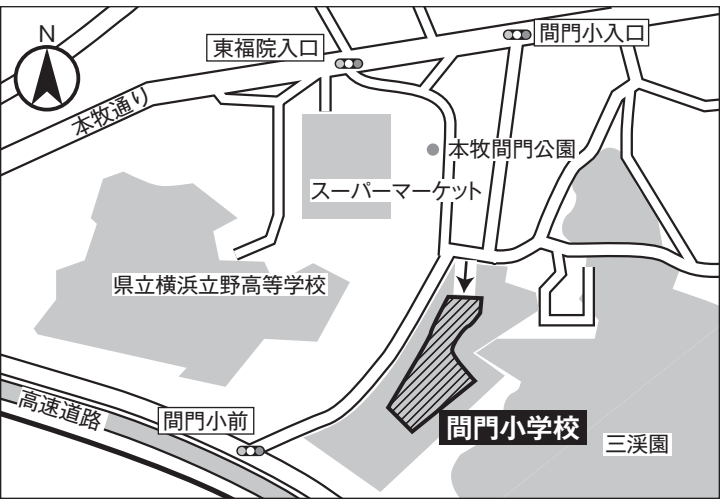 N
東福院入口
間門小入口
本牧通り
本牧間門公園
スーパーマーケット
県立横浜立野高等学校
高速道路
間門小前
間門小学校
三渓園